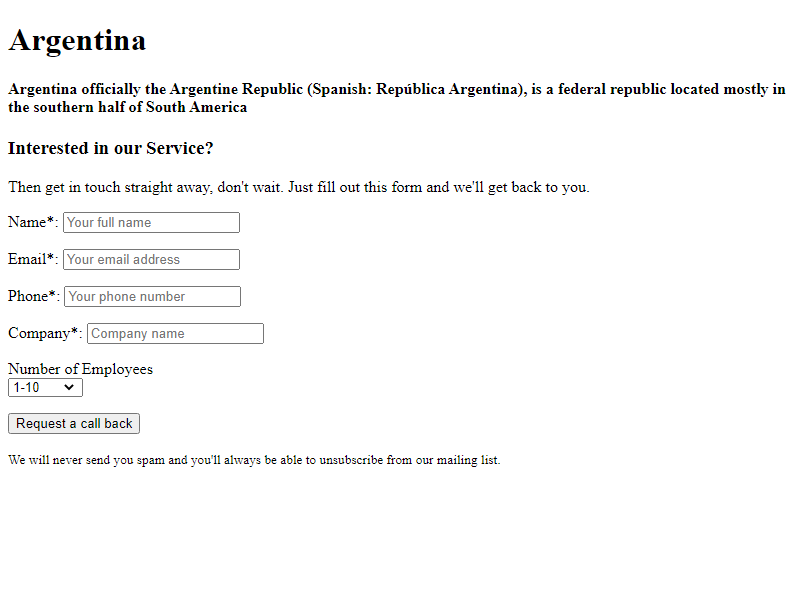 Argentina
Argentina officially the Argentine Republic (Spanish: República Argentina), is a federal republic located mostly in
the southern half of South America
Interested in our Service?
Then get in touch straight away, don't wait. Just fill out this form and we'll get back to you.
Name*: Your full name
Email*: Your email address
Phone*: Your phone number
Company*: Company name
Number of Employees
1-10
Request a call back
We will never send you spam and you'll always be able to unsubscribe from our mailing list.